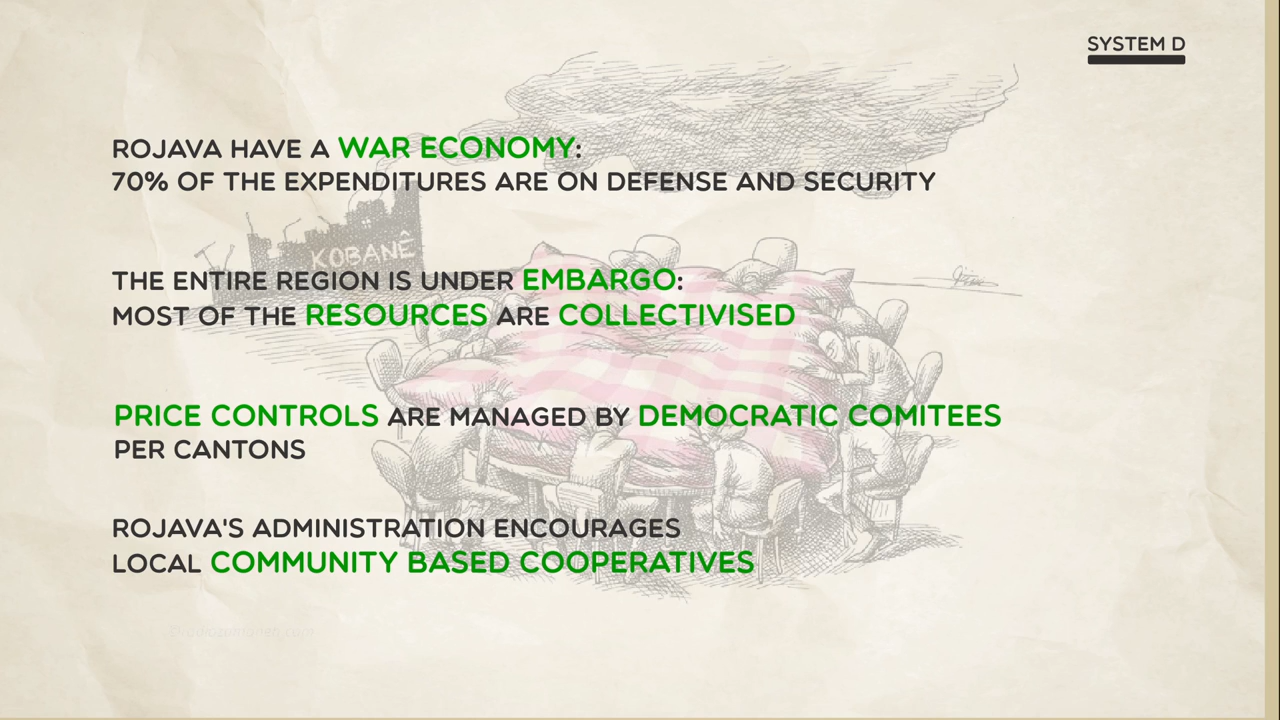 SYSTEM D
ROJAVA HAVE A WAR ECONOMY:
70% OF THE EXPENDITURES ARE ON DEFENSE AND SECURITY
KOBANÊ
THE ENTIRE REGION IS UNDER EMBARGO:
MOST OF THE RESOURCES ARE COLLECTIVISED
PRICE CONTROLS ARE MANAGED BY DEMOCRATIC COMITEES
PER CANTONS
ROJAVA'S ADMINISTRATION ENCOURAGES
LOCAL COMMUNITY BASED COOPERATIVES